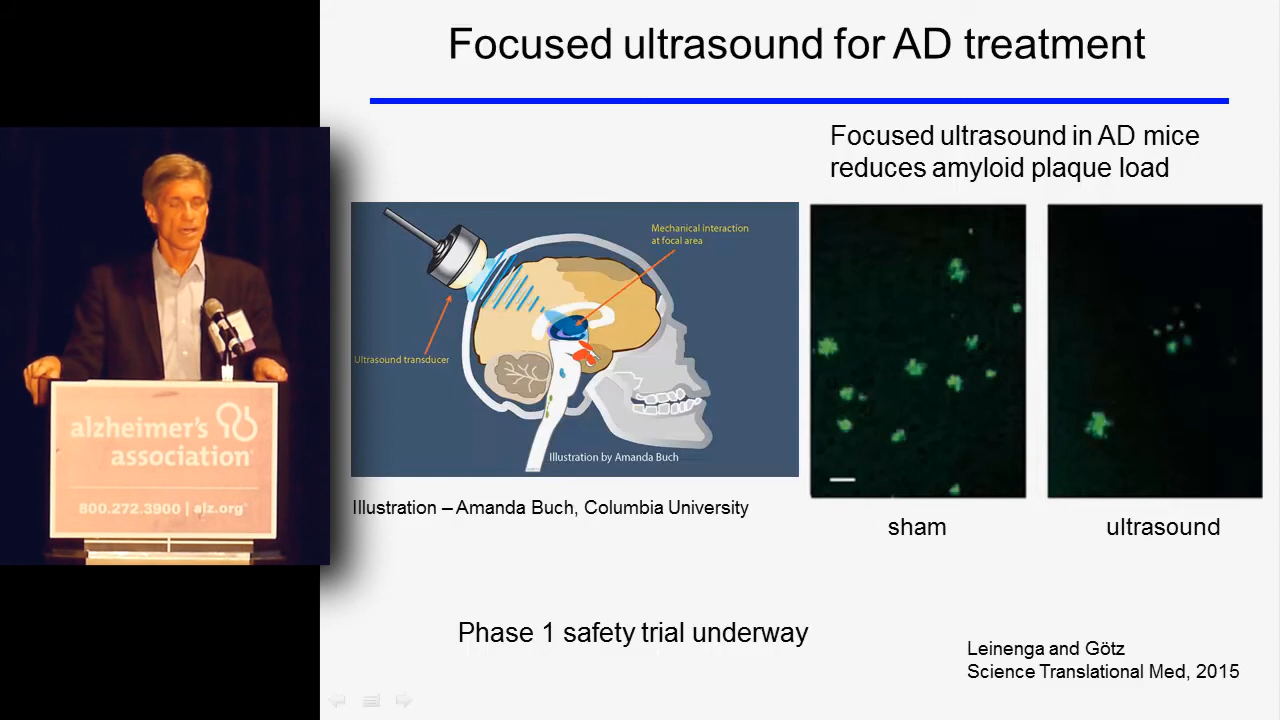 Focused ultrasound for AD treatment
Focused ultrasound in AD mice
reduces amyloid plaque load
Mechanical interaction
at focal area
Ultrasound transducer
Illustration by Amanda Buch
Illustration – Amanda Buch, Columbia University
sham
ultrasound
Phase 1 safety trial underway
Leinenga and Götz
Science Translational Med, 2015
alzheimer's
association®
800.272.3900 | alz.org®